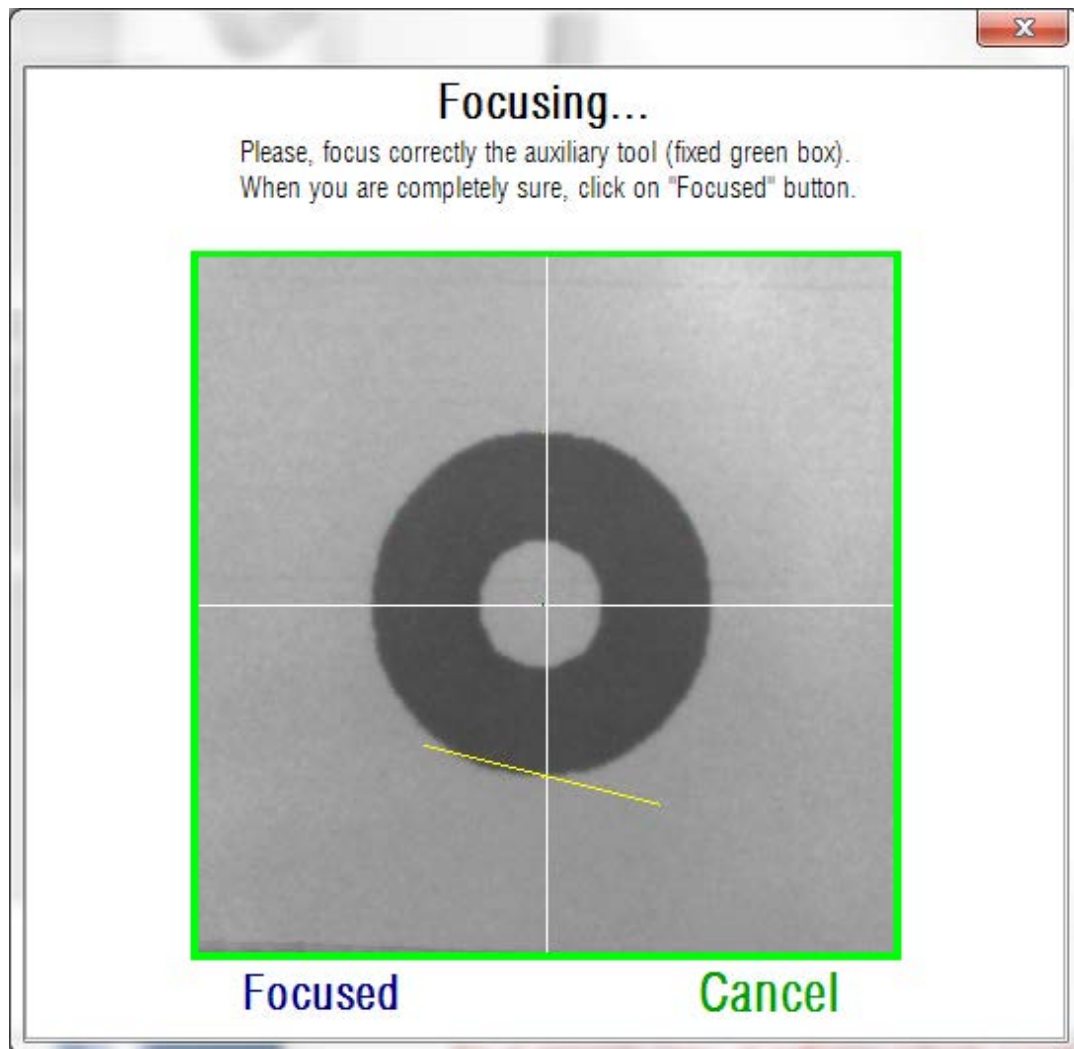 Focusing...
Please, focus correctly the auxiliary tool (fixed green box).
When you are completely sure, click on "Focused" button.
Focused
Cancel